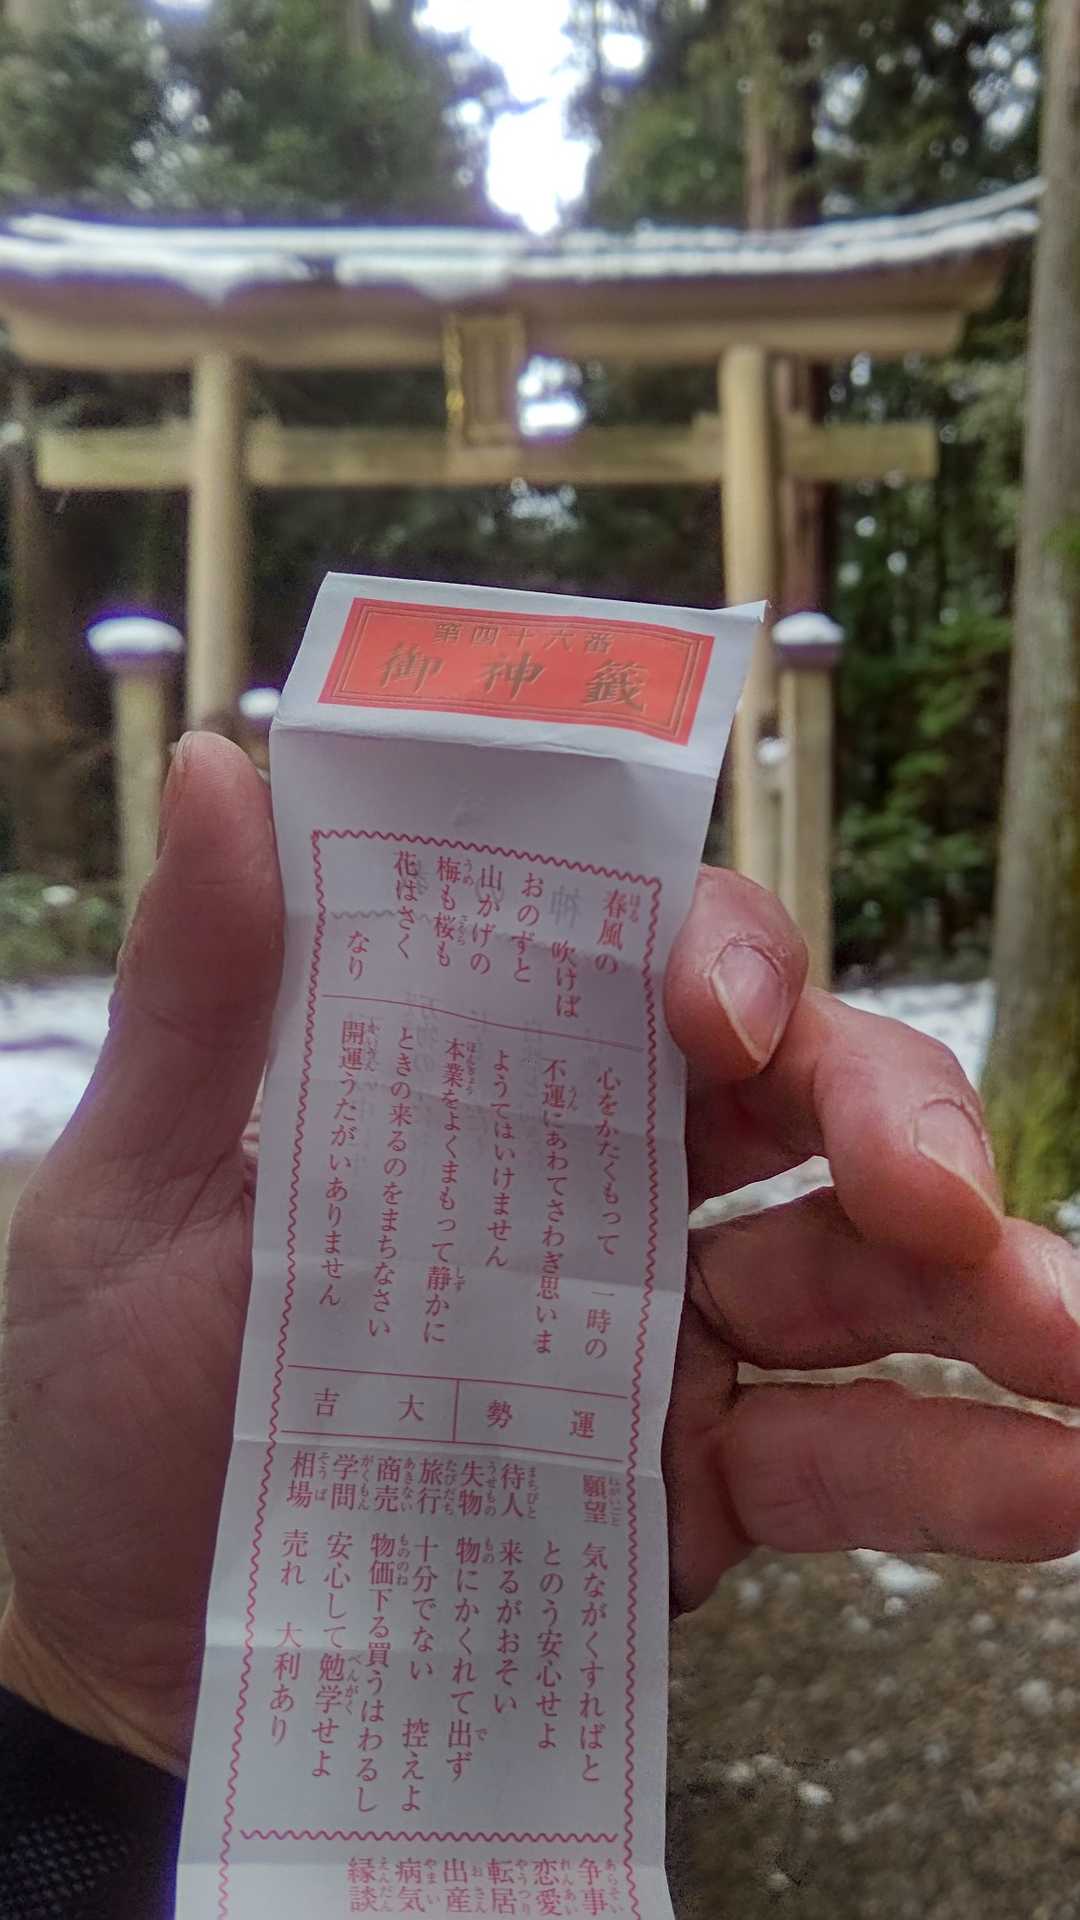 第四十六番
御神籤
春風の
吹けば
おのずと
山かげの
梅も桜も
花はさく
なり
心をかたくもって 一時の
不運にあわてさわぎ思いま
ようてはいけません
本業をよくまもって静かに
ときの来るのをまちなさい
開運うたがいありません
運勢 大吉
願望 気ながくすればとと
とのう安心せよ
待人 来るがおそい
失物 物にかくれて出ず
旅行 十分でない 控えよ
商売 物価下る買うはわるし
学問 安心して勉学せよ
相場 売れ 大利あり
争事
恋愛
転居
出産
病気
縁談